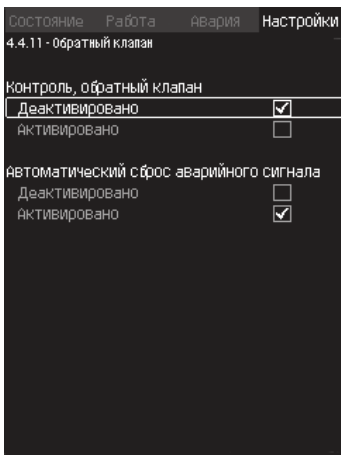 Состояние Работа Авария Настройки
4.4.11 - Обратный клапан
Контроль, обратный клапан
Деактивировано
Активировано
Автоматический сброс аварийного сигнала
Деактивировано
Активировано